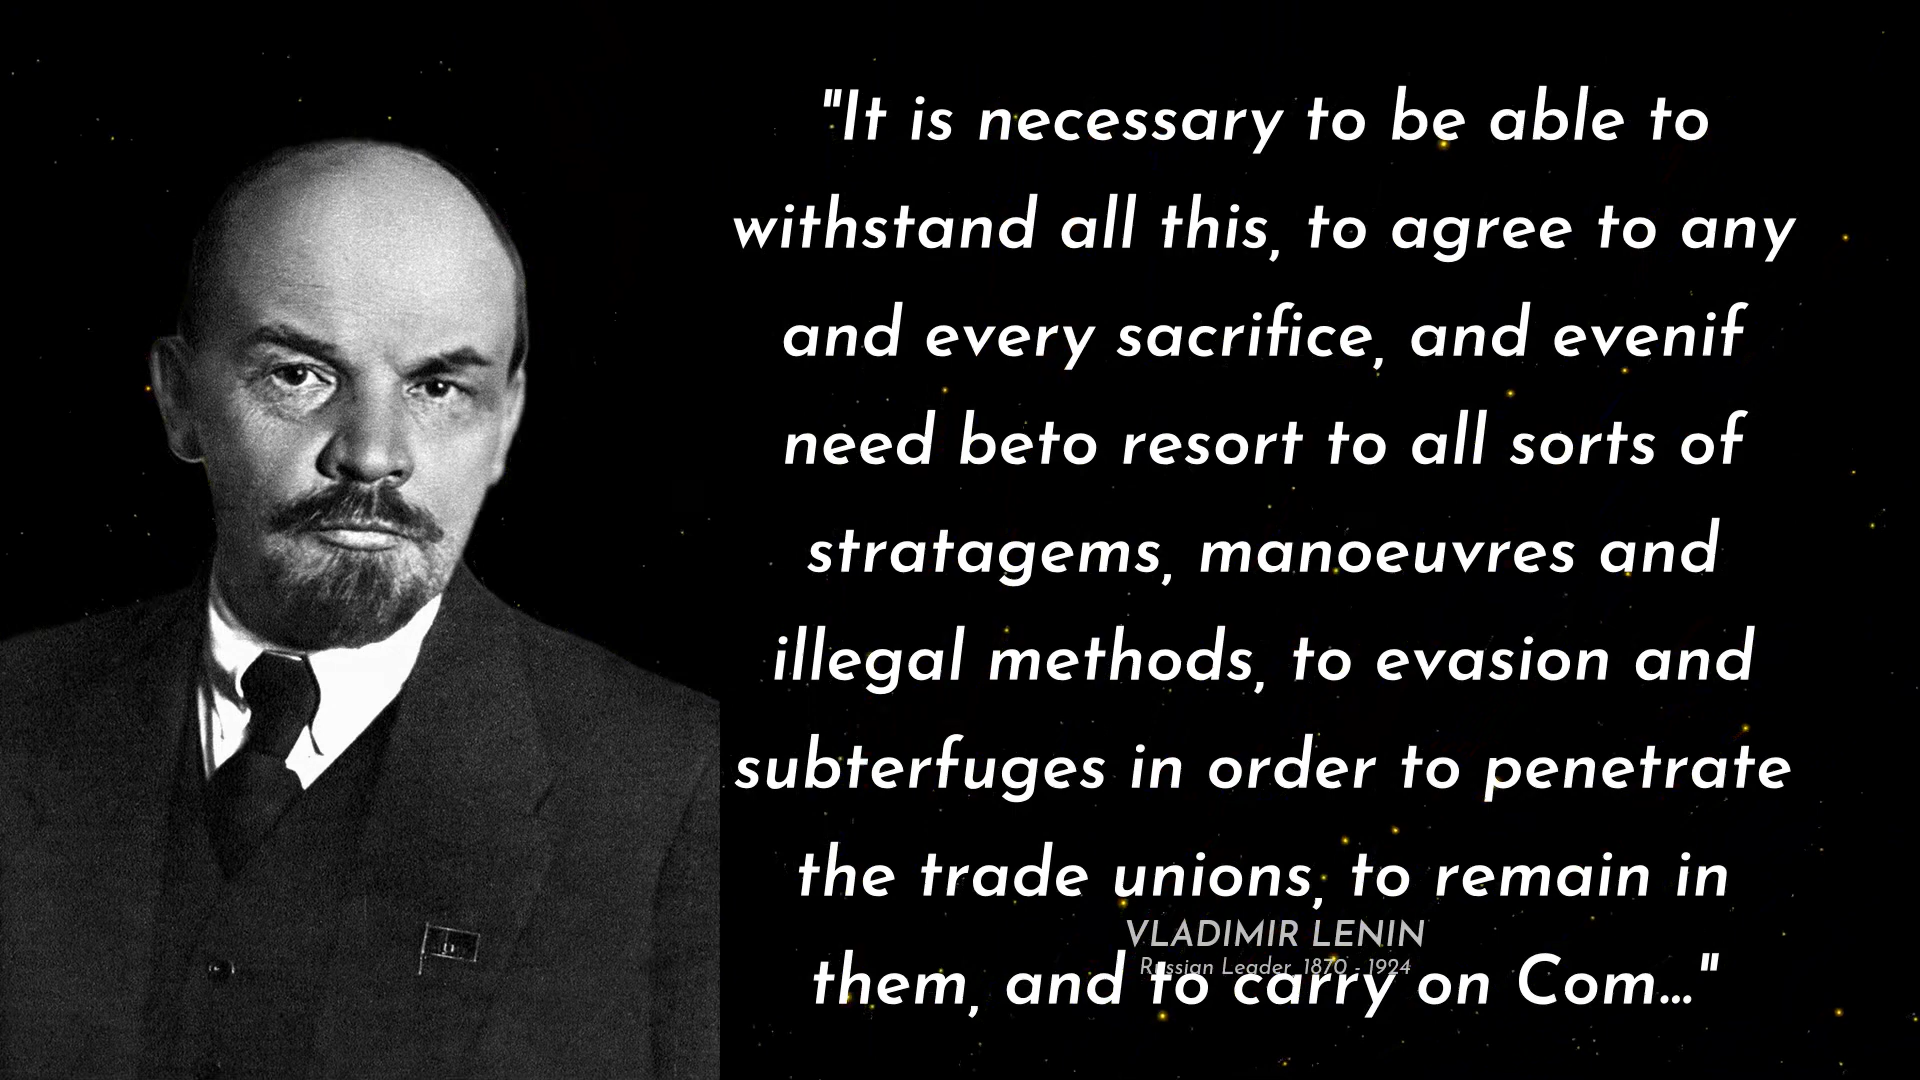 "It is necessary to be able to
withstand all this, to agree to any
and every sacrifice, and evenif
need beto resort to all sorts of
stratagems, manoeuvres and
illegal methods, to evasion and
subterfuges in order to penetrate
the trade unions, to remain in
VLADIMIR LENIN
Russian Leader 1870 - 1924
them, and to carry on Com..."